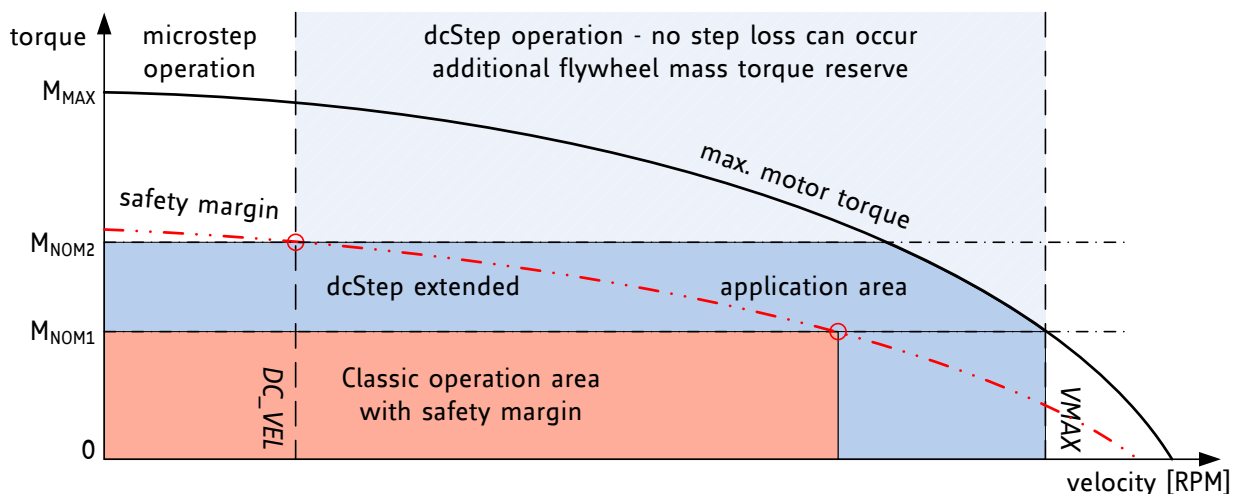 torque
microstep
operation
dcStep operation - no step loss can occur
additional flywheel mass torque reserve
MMAX
max. motor torque
safety margin
MNOM2
dcStep extended
application area
MNOM1
Classic operation area
with safety margin
DC_VEL
VMAX
0
velocity [RPM]